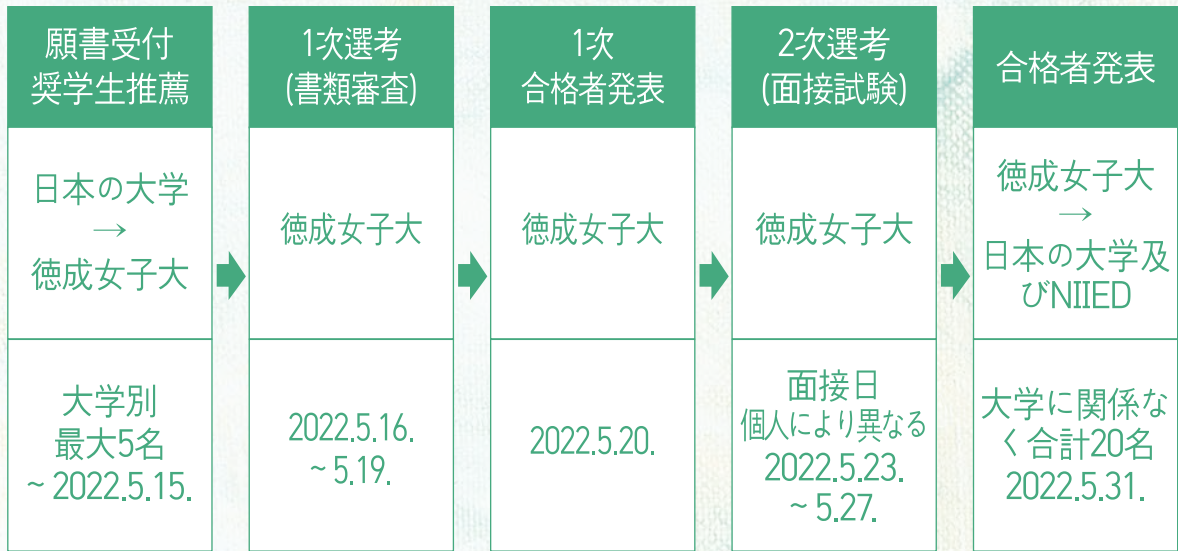 願書受付
奨学生推薦
日本の大学
→
徳成女子大
大学別
最大5名
~ 2022.5.15.
1次選考
(書類審査)
徳成女子大
2022.5.16.
~ 5.19.
1次
合格者発表
徳成女子大
2022.5.20.
2次選考
(面接試験)
徳成女子大
面接日
個人により異なる
2022.5.23.
~ 5.27.
合格者発表
徳成女子大
→
日本の大学及
びNIIED
大学に関係な
く合計20名
2022.5.31.